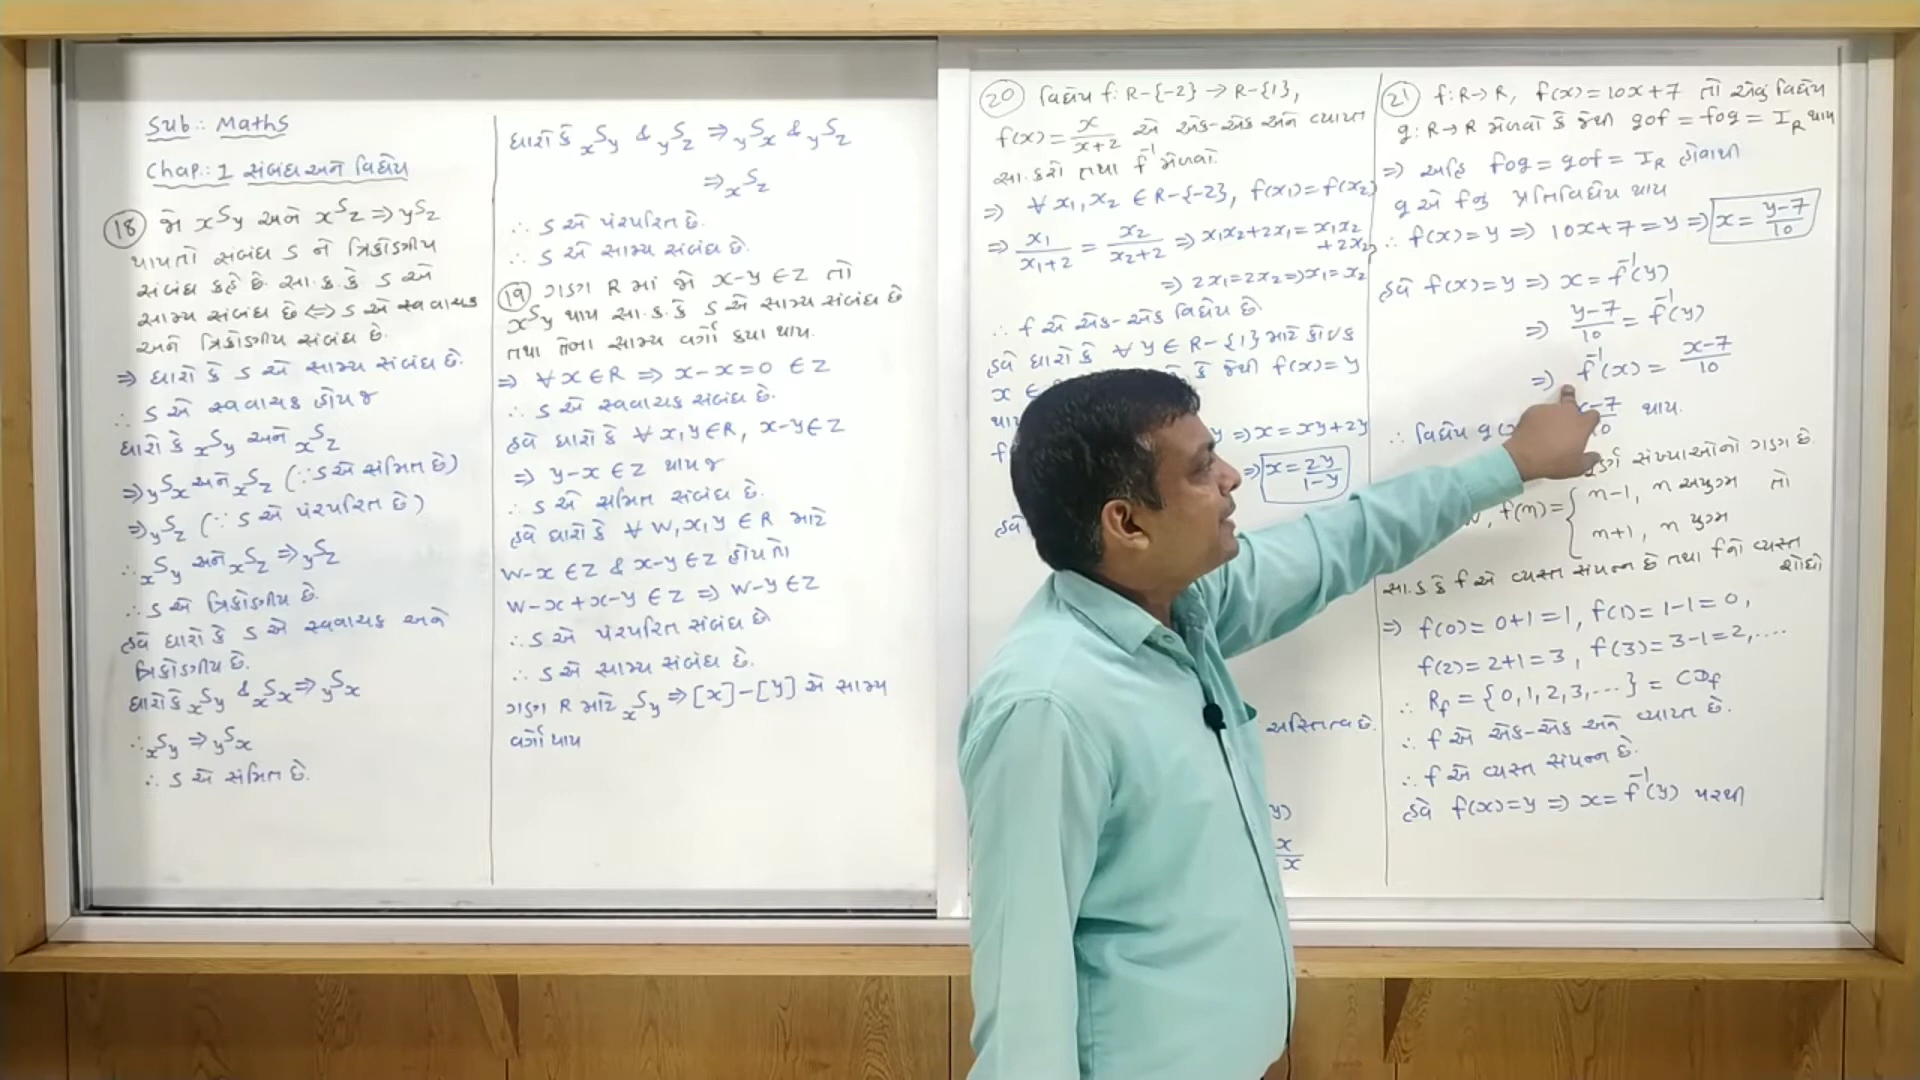 Sub.: Maths
Chap.: 1 સંબંધ અને વિધેય
(18) જો xSy અને xSz ⇒ ySz
થાય તો સંબંધ S ને ત્રિકોણીય
સંબંધ કહે છે. સા.ક.કે S એ
સામ્ય સંબંધ છે ⇔ S એ સ્વવાચક
અને ત્રિકોણીય સંબંધ છે.
⇒ ધારો કે S એ સામ્ય સંબંધ છે.
∴ S એ સ્વવાચક હોય જ
ધારો કે xSy અને xSz
⇒ ySx અને xSz (∵ S એ સંમિત છે)
⇒ ySz (∵ S એ પરંપરિત છે)
∴ xSy અને xSz ⇒ ySz
∴ S એ ત્રિકોણીય છે.
હવે ધારો કે S એ સ્વવાચક અને
ત્રિકોણીય છે.
ધારો કે xSy & xSx ⇒ ySx
∴ xSy ⇒ ySx
∴ S એ સંમિત છે.
ધારો કે xSy & ySz ⇒ ySx & ySz
⇒ xSz
∴ S એ પરંપરિત છે.
∴ S એ સામ્ય સંબંધ છે.
(19) ગણ R માં જો x-y ∈ Z તો
xSy થાય સા.ક.કે S એ સામ્ય સંબંધ છે
તથા તેના સામ્ય વર્ગો કયા થાય.
⇒ ∀ x ∈ R ⇒ x-x=0 ∈ Z
∴ S એ સ્વવાચક સંબંધ છે.
હવે ધારો કે ∀ x,y ∈ R, x-y ∈ Z
⇒ y-x ∈ Z થાય જ
∴ S એ સંમિત સંબંધ છે.
હવે ધારો કે ∀ w,x,y ∈ R માટે
w-x ∈ Z & x-y ∈ Z હોય તો
w-x+x-y ∈ Z ⇒ w-y ∈ Z
∴ S એ પરંપરિત સંબંધ છે
∴ S એ સામ્ય સંબંધ છે.
ગણ R માટે xSy ⇒ [x]-[y] એ સામ્ય
વર્ગો થાય
(20) વિધેય f: R-{-2} → R-{1},
f(x) = x/(x+2) એ એક-એક અને વ્યાપ્ત
સા.કરો તથા f⁻¹ મેળવો.
⇒ ∀ x₁,x₂ ∈ R-{-2}, f(x₁)=f(x₂)
⇒ x₁/(x₁+2) = x₂/(x₂+2) ⇒ x₁x₂+2x₁ = x₁x₂+2x₂
⇒ 2x₁=2x₂ ⇒ x₁=x₂
∴ f એ એક-એક વિધેય છે.
હવે ધારો કે ∀ y ∈ R-{1} માટે કોઇક
x ∈ કે જેથી f(x)=y
થાય
y ⇒ x = xy+2y
⇒ x = 2y/(1-y)
હવે
અસ્તિત્વ છે.
y)
x
x
(21) f: R→R, f(x)=10x+7 તો એવું વિધેય
g: R→R મેળવો કે જેથી gof = fog = I_R થાય
⇒ અહિં fog = gof = I_R હોવાથી
g એ f નું પ્રતિવિધેય થાય
∴ f(x)=y ⇒ 10x+7=y ⇒ x = (y-7)/10
હવે f(x)=y ⇒ x = f⁻¹(y)
⇒ (y-7)/10 = f⁻¹(y)
⇒ f⁻¹(x) = (x-7)/10
∴ વિધેય g(x -7/10 થાય.
પૂર્ણ સંખ્યાઓનો ગણ છે.
f(n) = { n-1, n અયુગ્મ તો
n+1, n યુગ્મ
સા.ક.કે f એ વ્યસ્ત સંપન્ન છે તથા f નો વ્યસ્ત
શોધો
⇒ f(0)=0+1=1, f(1)=1-1=0,
f(2)=2+1=3, f(3)=3-1=2,....
∴ R_f = {0,1,2,3,...} = CD_f
∴ f એ એક-એક અને વ્યાપ્ત છે.
∴ f એ વ્યસ્ત સંપન્ન છે.
હવે f(x)=y ⇒ x = f⁻¹(y) પરથી